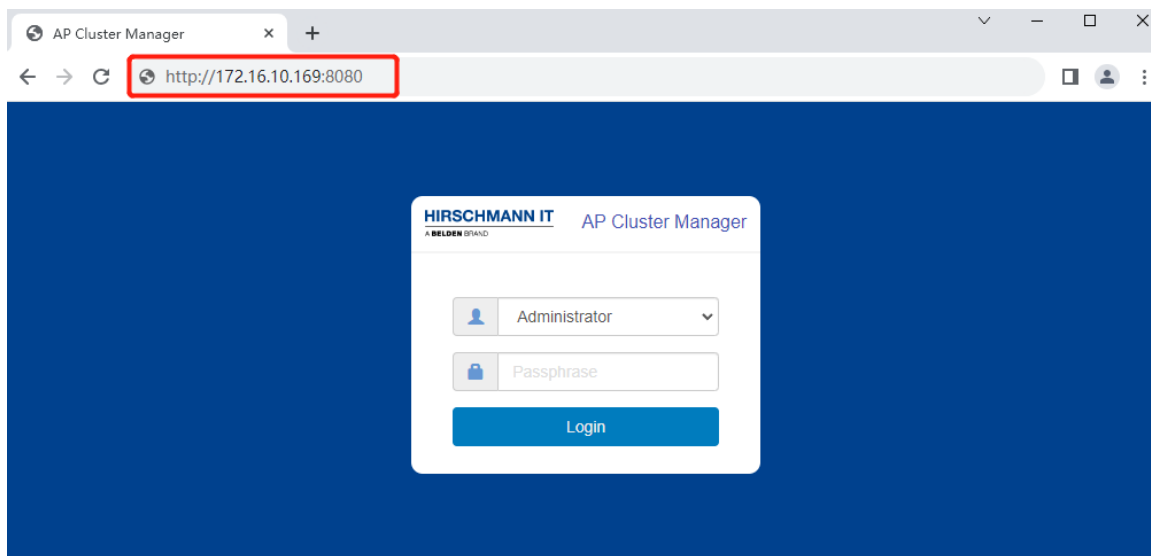 AP Cluster Manager
http://172.16.10.169:8080
HIRSCHMANN IT
A BELDEN BRAND
AP Cluster Manager
Administrator
Passphrase
Login